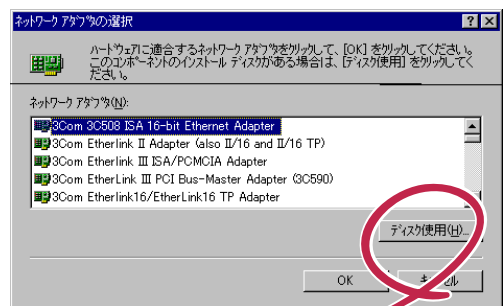 ネットワーク アダプタの選択
ハードウェアに適合するネットワーク アダプタをクリックして、[OK] をクリックしてください。
このコンポーネントのインストール ディスクがある場合は、[ディスク使用] をクリックしてく
ださい。
ネットワーク アダプタ(N):
3Com 3C508 ISA 16-bit Ethernet Adapter
3Com Etherlink II Adapter (also II/16 and II/16 TP)
3Com Etherlink III ISA/PCMCIA Adapter
3Com EtherLink III PCI Bus-Master Adapter (3C590)
3Com Etherlink16/EtherLink16 TP Adapter
ディスク使用(H)...
OK
キャンセル